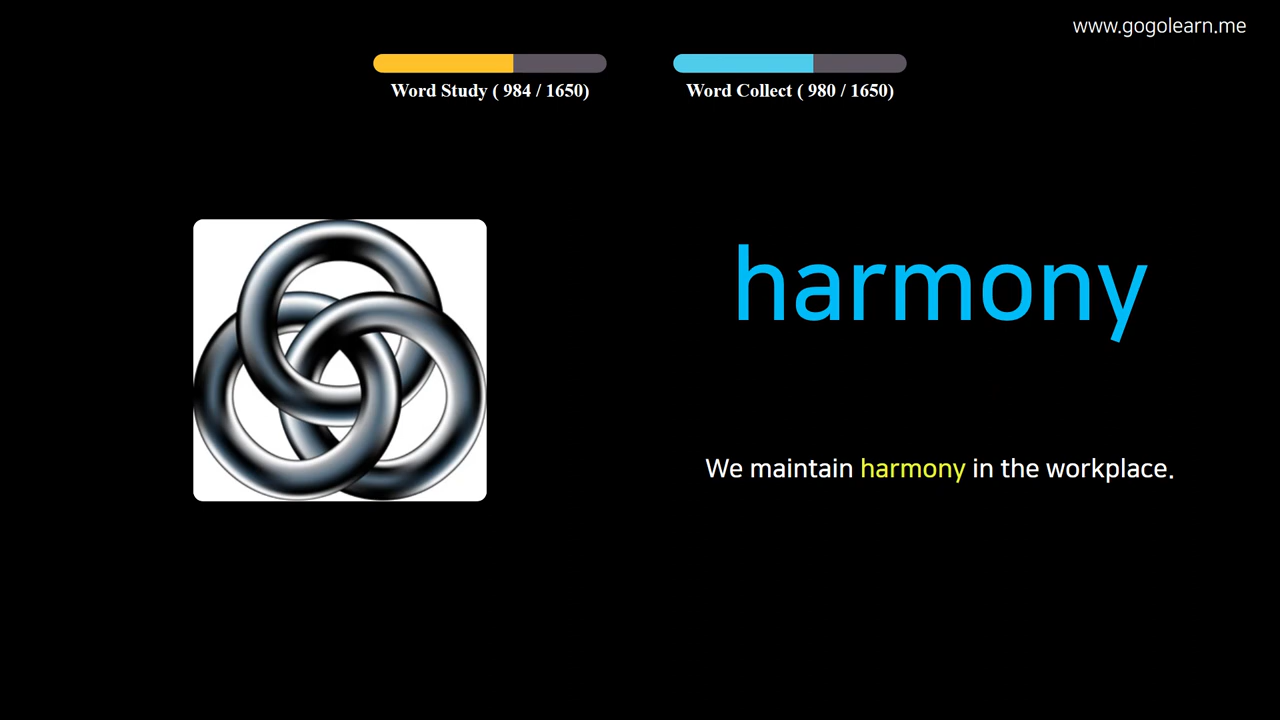 www.gogolearn.me
Word Study ( 984 / 1650)
Word Collect ( 980 / 1650)
harmony
We maintain harmony in the workplace.